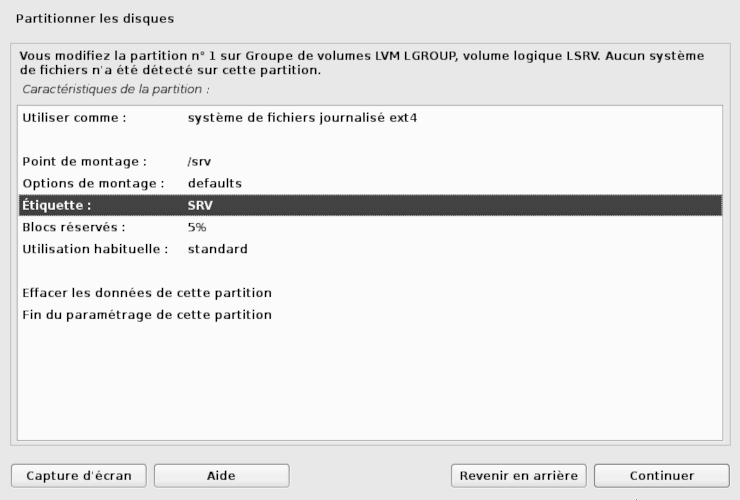 Partitionner les disques
Vous modifiez la partition n° 1 sur Groupe de volumes LVM LGROUP, volume logique LSRV. Aucun système
de fichiers n'a été détecté sur cette partition.
Caractéristiques de la partition :
Utiliser comme : système de fichiers journalisé ext4
Point de montage : /srv
Options de montage : defaults
Étiquette : SRV
Blocs réservés : 5%
Utilisation habituelle : standard
Effacer les données de cette partition
Fin du paramétrage de cette partition
Capture d'écran Aide Revenir en arrière Continuer